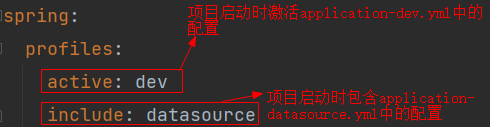 spring:
项目启动时激活application-dev.yml中的
配置
profiles:
active: dev
项目启动时包含application-
datasource.yml中的配置
include: datasource